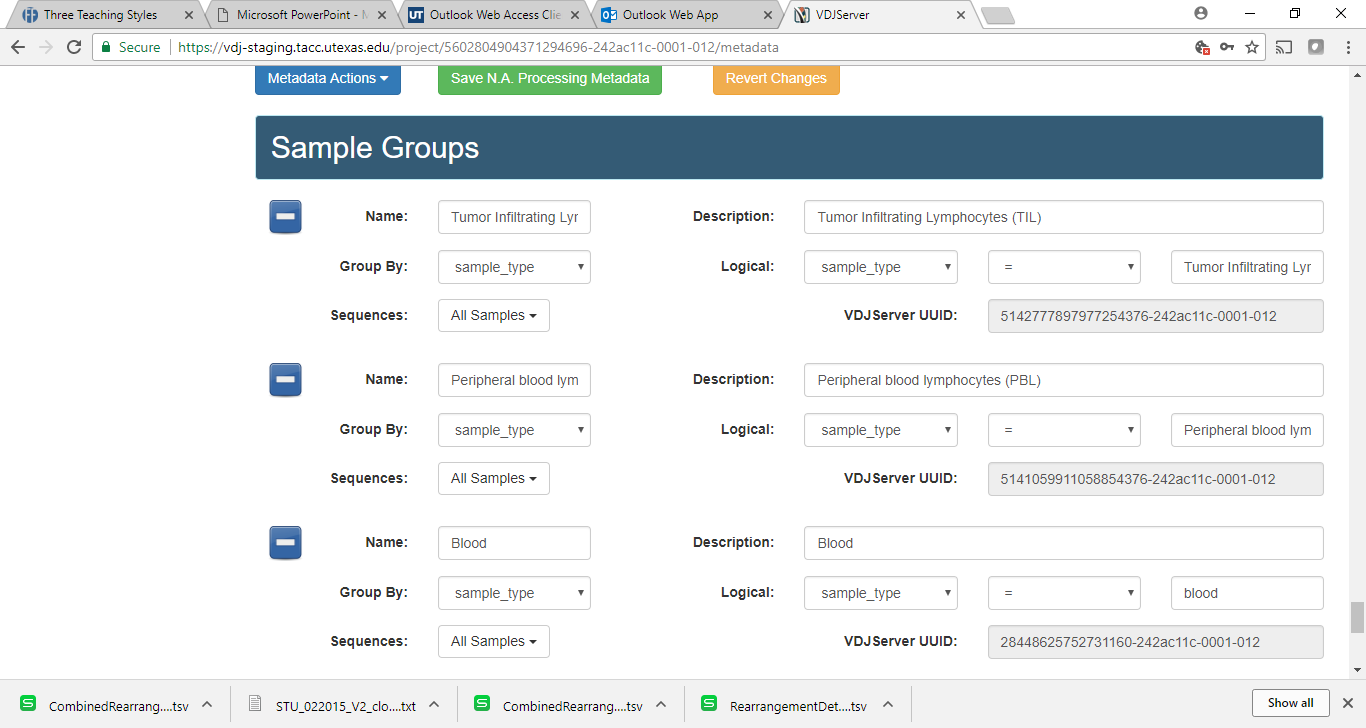 Three Teaching Styles
Microsoft PowerPoint - M
UT Outlook Web Access Clie
Outlook Web App
VDJServer
Secure https://vdj-staging.tacc.utexas.edu/project/5602804904371294696-242ac11c-0001-012/metadata
Metadata Actions Save N.A. Processing Metadata Revert Changes
Sample Groups
Name: Tumor Infiltrating Lyr Description: Tumor Infiltrating Lymphocytes (TIL)
Group By: sample_type Logical: sample_type = Tumor Infiltrating Lyr
Sequences: All Samples VDJServer UUID: 5142777897977254376-242ac11c-0001-012
Name: Peripheral blood lym Description: Peripheral blood lymphocytes (PBL)
Group By: sample_type Logical: sample_type = Peripheral blood lym
Sequences: All Samples VDJServer UUID: 5141059911058854376-242ac11c-0001-012
Name: Blood Description: Blood
Group By: sample_type Logical: sample_type = blood
Sequences: All Samples VDJServer UUID: 28448625752731160-242ac11c-0001-012
CombinedRearrang....tsv STU_022015_V2_clo....txt CombinedRearrang....tsv RearrangementDet....tsv Show all